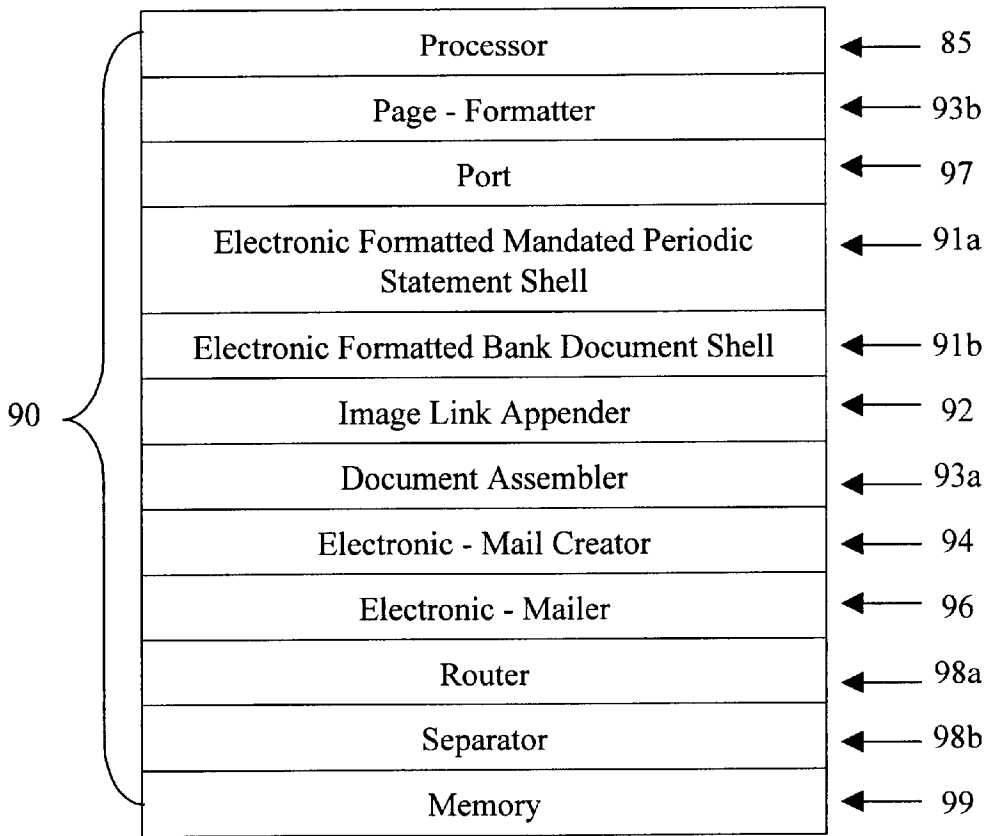 Processor 85
Page - Formatter 93b
Port 97
Electronic Formatted Mandated Periodic 91a
Statement Shell
Electronic Formatted Bank Document Shell 91b
90 Image Link Appender 92
Document Assembler 93a
Electronic - Mail Creator 94
Electronic - Mailer 96
Router 98a
Separator 98b
Memory 99